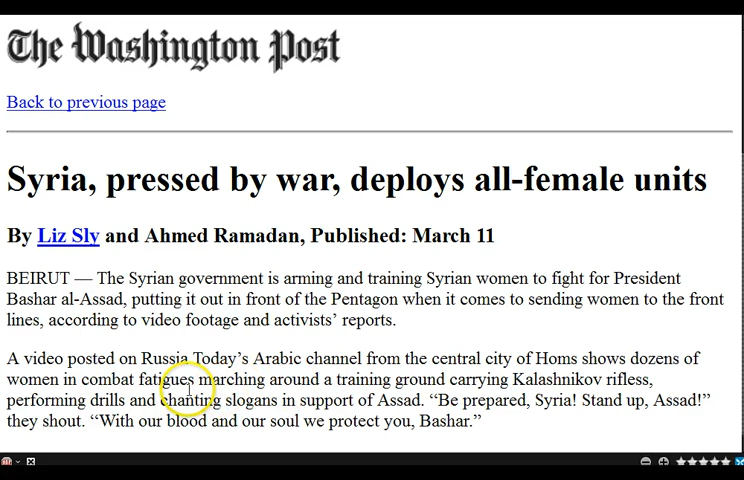 The Washington Post
Back to previous page
Syria, pressed by war, deploys all-female units
By Liz Sly and Ahmed Ramadan, Published: March 11
BEIRUT — The Syrian government is arming and training Syrian women to fight for President
Bashar al-Assad, putting it out in front of the Pentagon when it comes to sending women to the front
lines, according to video footage and activists’ reports.
A video posted on Russia Today’s Arabic channel from the central city of Homs shows dozens of
women in combat fatigues marching around a training ground carrying Kalashnikov rifless,
performing drills and chanting slogans in support of Assad. “Be prepared, Syria! Stand up, Assad!”
they shout. “With our blood and our soul we protect you, Bashar.”